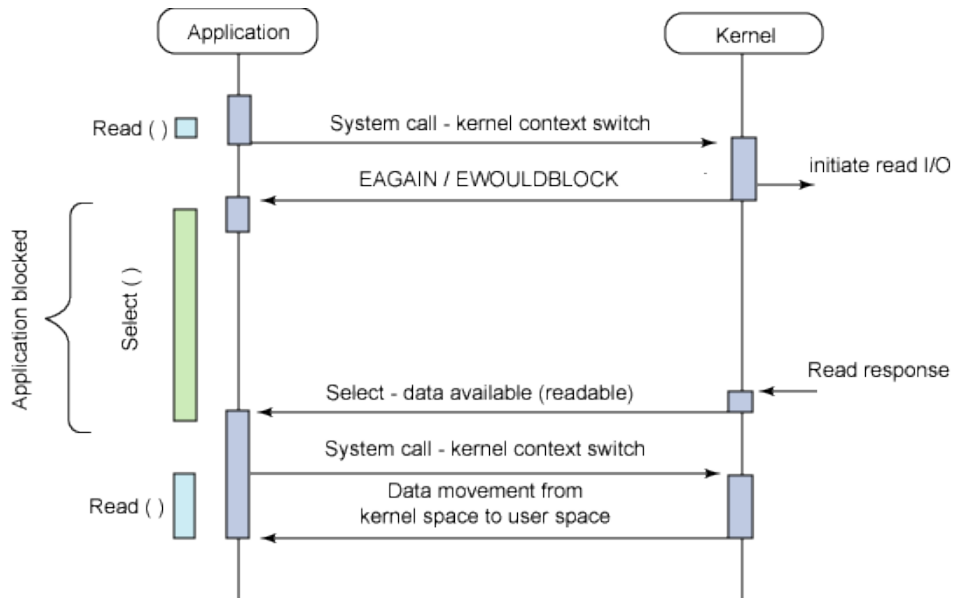 Application
Kernel
System call - kernel context switch
Read ( )
initiate read I/O
EAGAIN / EWOULDBLOCK
Application blocked
Select ( )
Read response
Select - data available (readable)
System call - kernel context switch
Read ( )
Data movement from
kernel space to user space